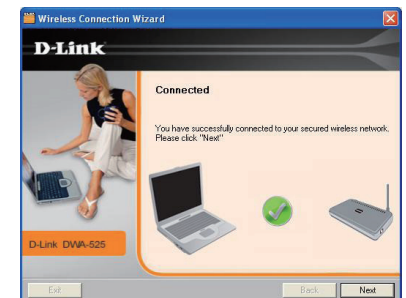 Wireless Connection Wizard
D-Link
Connected
You have successfully connected to your secured wireless network.
Please click "Next"
D-Link DWA-525
Exit
Back
Next